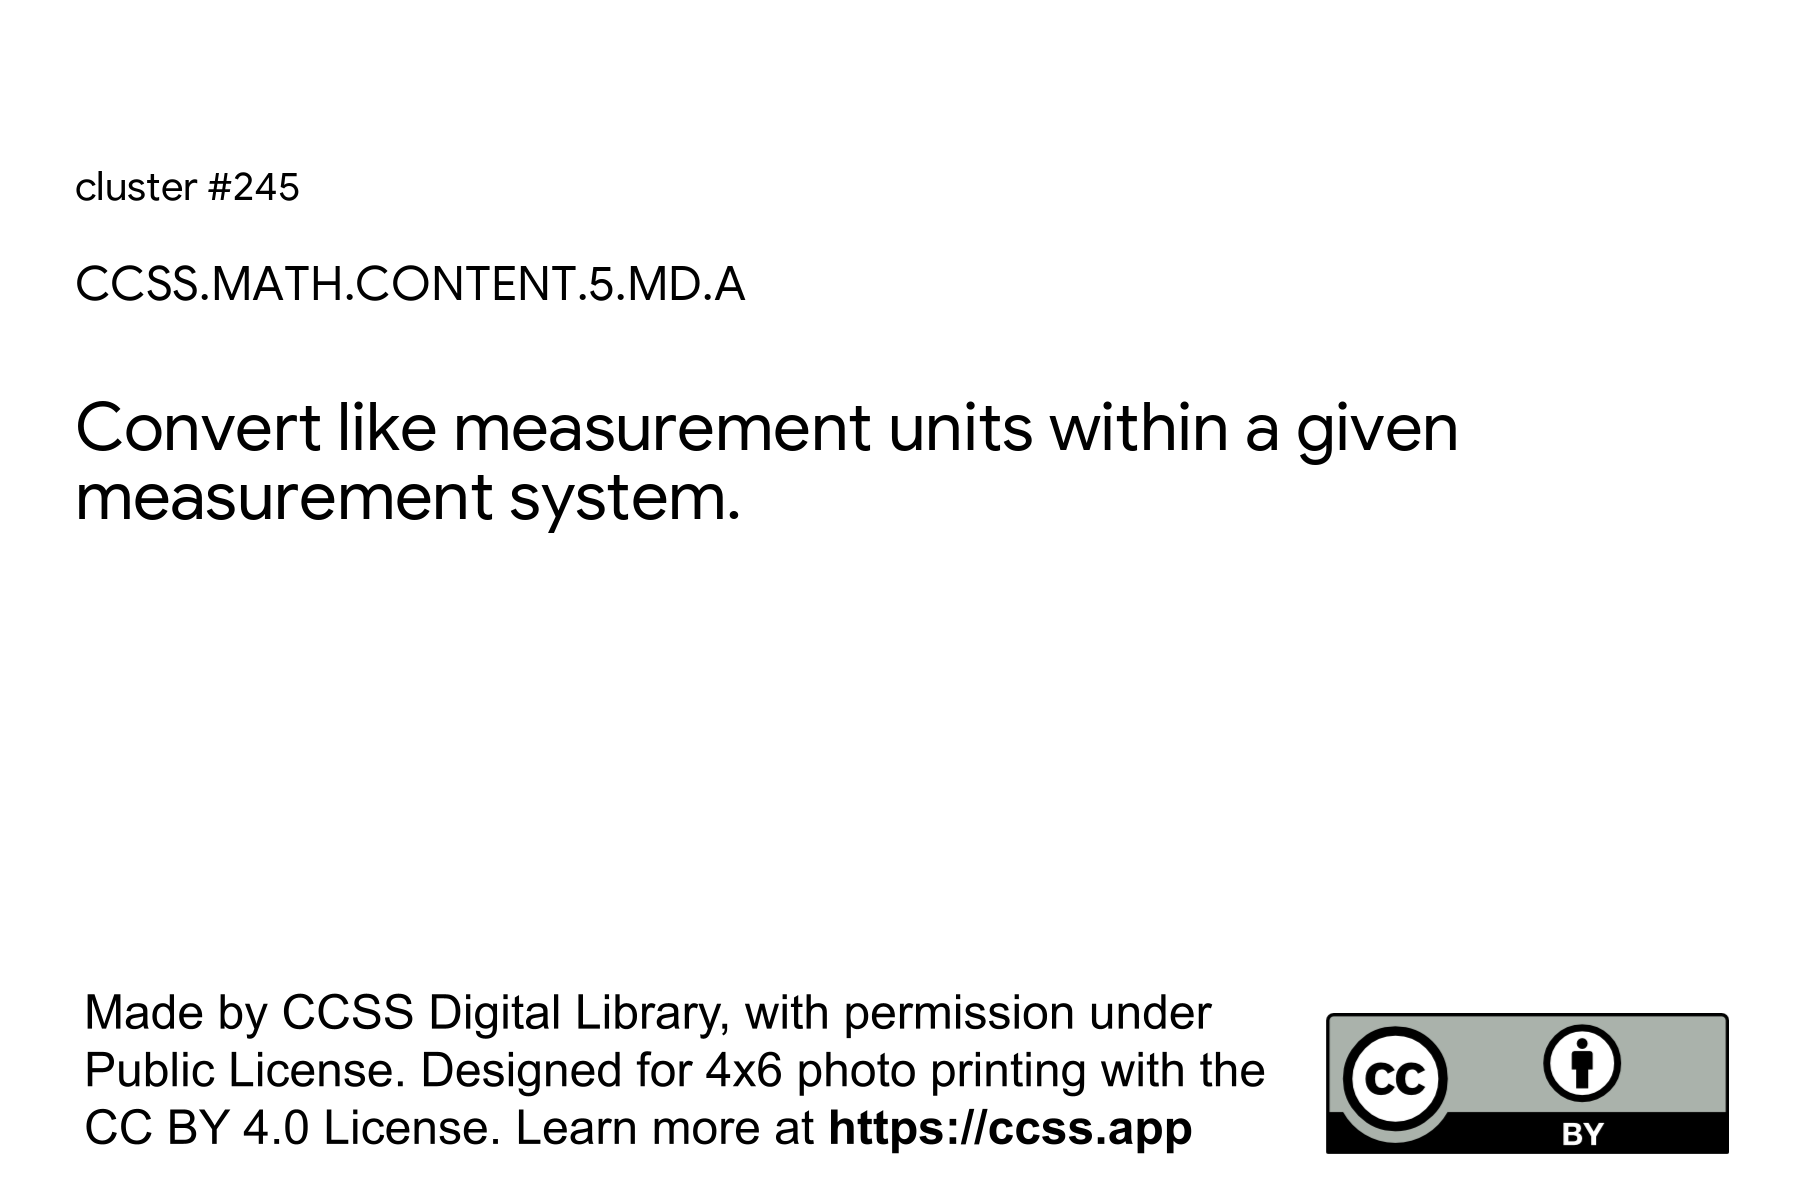 cluster #245
CCSS.MATH.CONTENT.5.MD.A
Convert like measurement units within a given
measurement system.
Made by CCSS Digital Library, with permission under
Public License. Designed for 4x6 photo printing with the
CC BY 4.0 License. Learn more at https://ccss.app
CC
BY